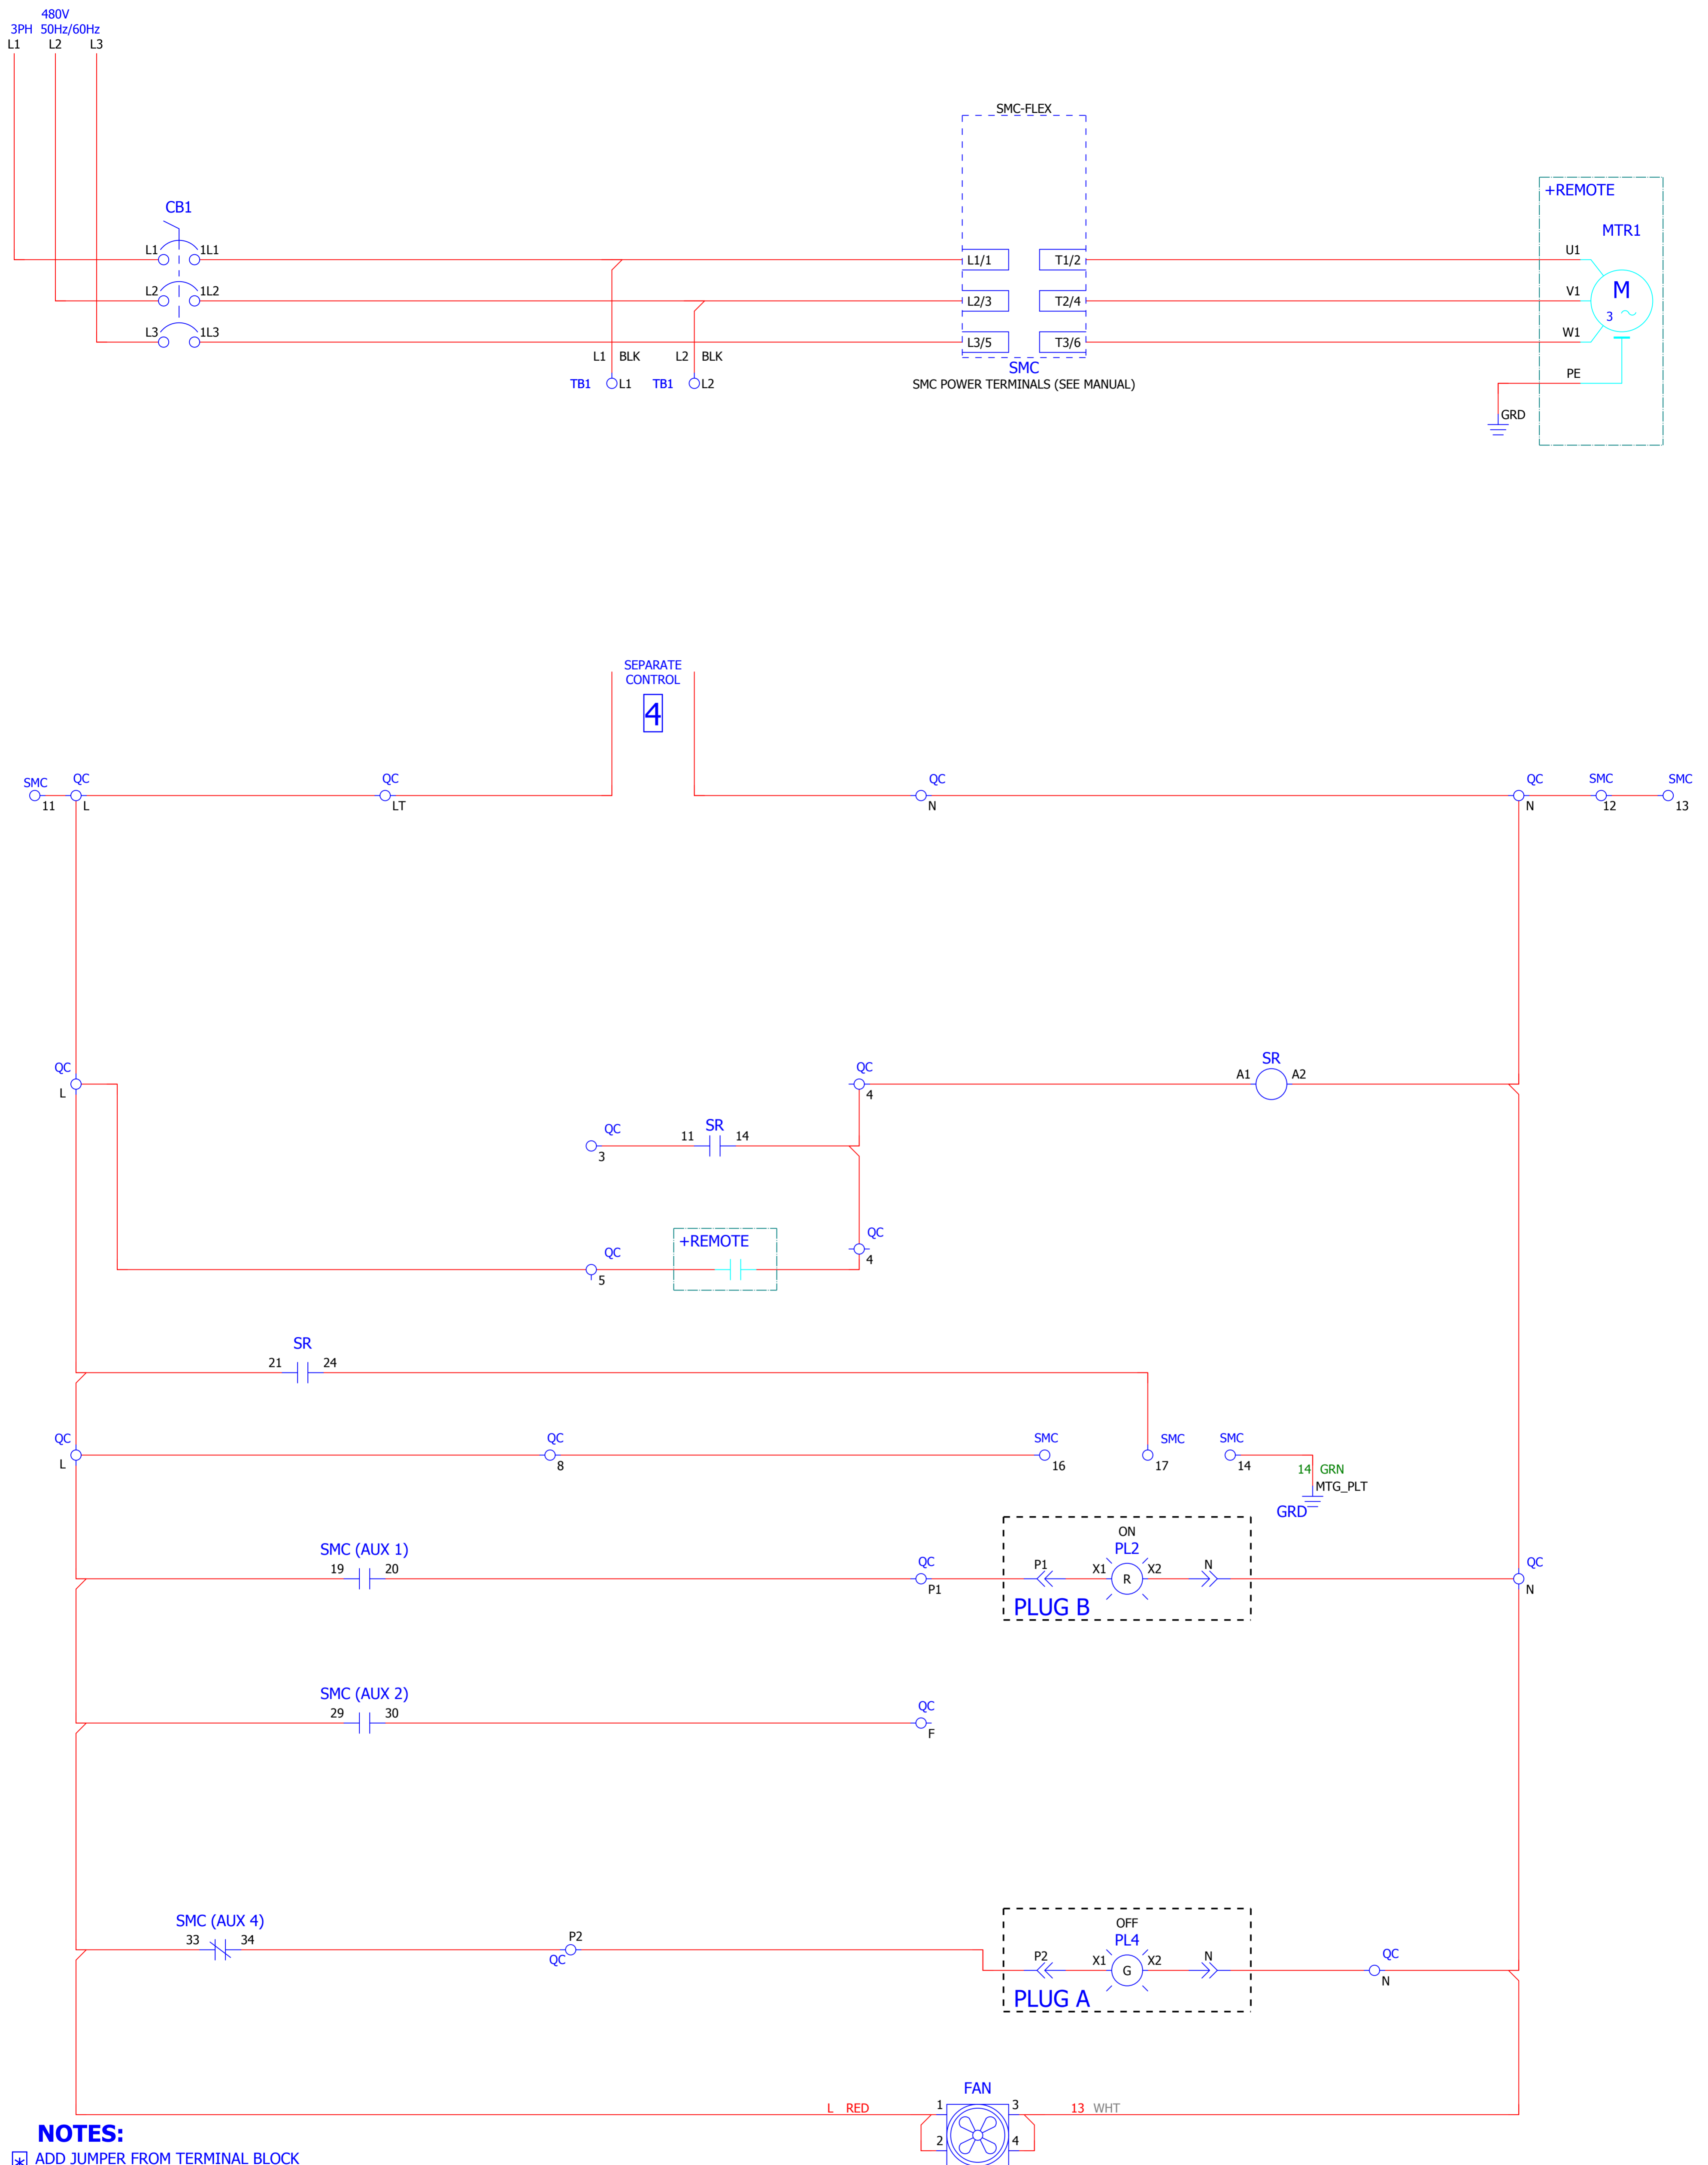 480V
3PH 50Hz/60Hz
L1 L2 L3
SMC-FLEX
+REMOTE
CB1
MTR1
L1 1L1
L1/1 T1/2
U1
L2 1L2
L2/3 T2/4
V1
M
3
L3 1L3
L3/5 T3/6
W1
L1 BLK L2 BLK
SMC
PE
TB1 L1 TB1 L2
SMC POWER TERMINALS (SEE MANUAL)
GRD
SEPARATE
CONTROL
4
SMC QC QC QC QC SMC SMC
11 L LT N N 12 13
QC QC SR
A1 A2
L 4
QC SR
11 14
3
QC
+REMOTE
QC
4
5
SR
21 24
QC QC SMC SMC SMC
L 8 16 17 14
14 GRN
MTG_PLT
GRD
ON
SMC (AUX 1) PL2
19 20 QC P1 X1 R X2 N QC
P1 N
PLUG B
SMC (AUX 2)
29 30 QC
F
SMC (AUX 4) OFF
33 34 P2 PL4
QC P2 X1 G X2 N QC
N
PLUG A
FAN
L RED 1 3 13 WHT
2 4
NOTES:
* ADD JUMPER FROM TERMINAL BLOCK